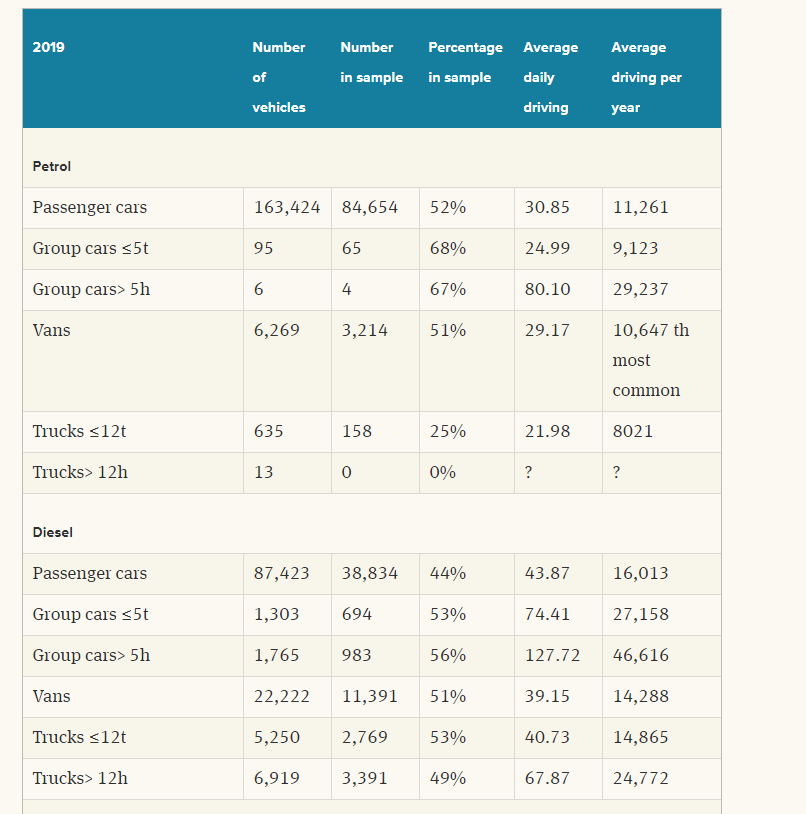 2019 Number of vehicles Number in sample Percentage in sample Average daily driving Average driving per year
Petrol
Passenger cars 163,424 84,654 52% 30.85 11,261
Group cars ≤5t 95 65 68% 24.99 9,123
Group cars> 5h 6 4 67% 80.10 29,237
Vans 6,269 3,214 51% 29.17 10,647 th most common
Trucks ≤12t 635 158 25% 21.98 8021
Trucks> 12h 13 0 0% ? ?
Diesel
Passenger cars 87,423 38,834 44% 43.87 16,013
Group cars ≤5t 1,303 694 53% 74.41 27,158
Group cars> 5h 1,765 983 56% 127.72 46,616
Vans 22,222 11,391 51% 39.15 14,288
Trucks ≤12t 5,250 2,769 53% 40.73 14,865
Trucks> 12h 6,919 3,391 49% 67.87 24,772